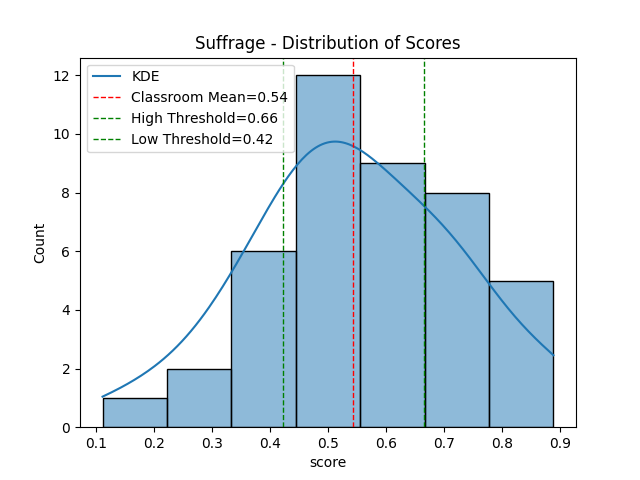 Suffrage - Distribution of Scores
KDE
Classroom Mean=0.54
High Threshold=0.66
Low Threshold=0.42
Count
12
10
8
6
4
2
0
0.1 0.2 0.3 0.4 0.5 0.6 0.7 0.8 0.9
score